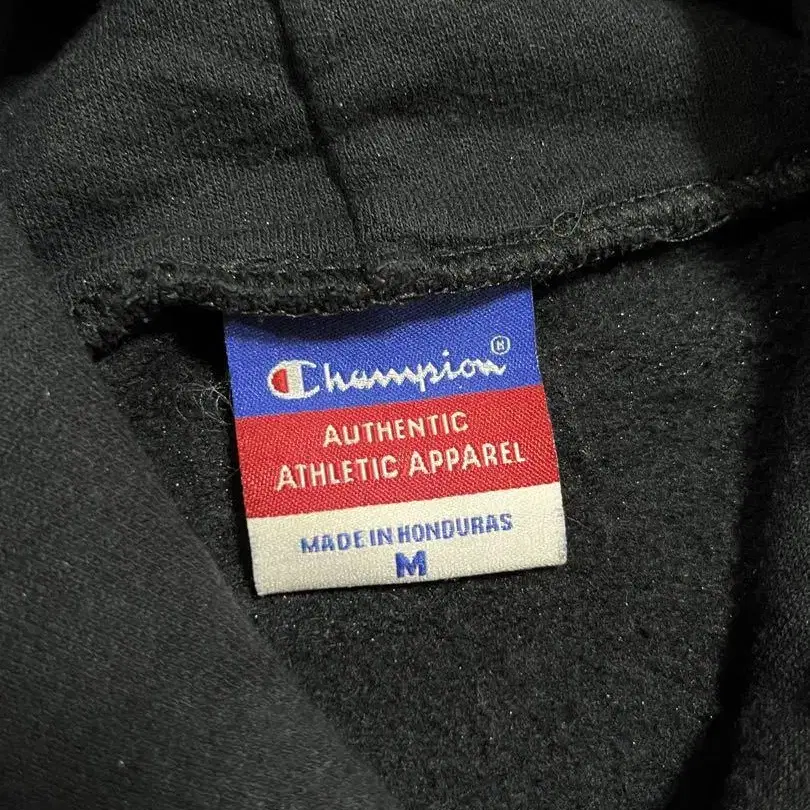 Champion®
AUTHENTIC
ATHLETIC APPAREL
MADE IN HONDURAS
M